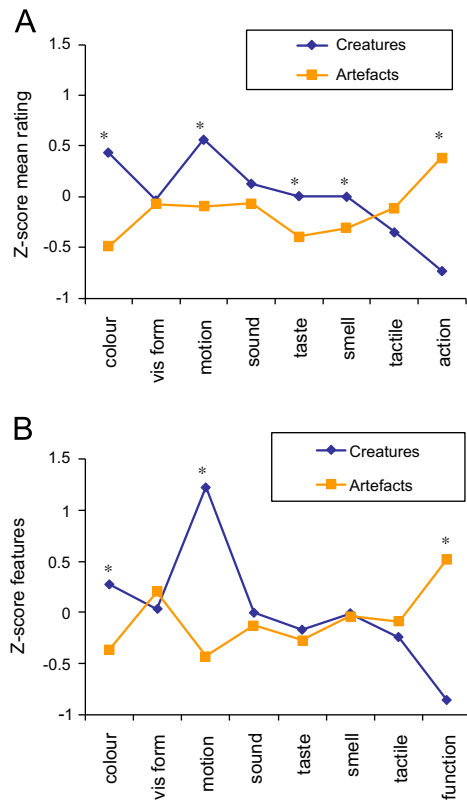 A
1.5
1
0.5
0
-0.5
-1
Z-score mean rating
Creatures
Artefacts
*
*
*
*
*
colour
vis form
motion
sound
taste
smell
tactile
action
B
1.5
1
0.5
0
-0.5
-1
Z-score features
Creatures
Artefacts
*
*
*
colour
vis form
motion
sound
taste
smell
tactile
function